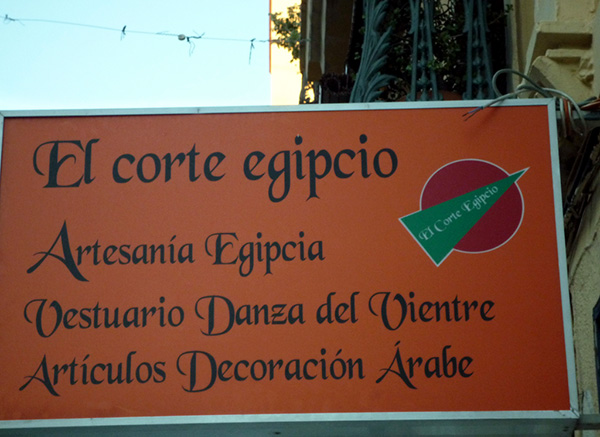 El corte egipcio
El Corte Egipcio
Artesanía Egipcia
Vestuario Danza del Vientre
Artículos Decoración Árabe